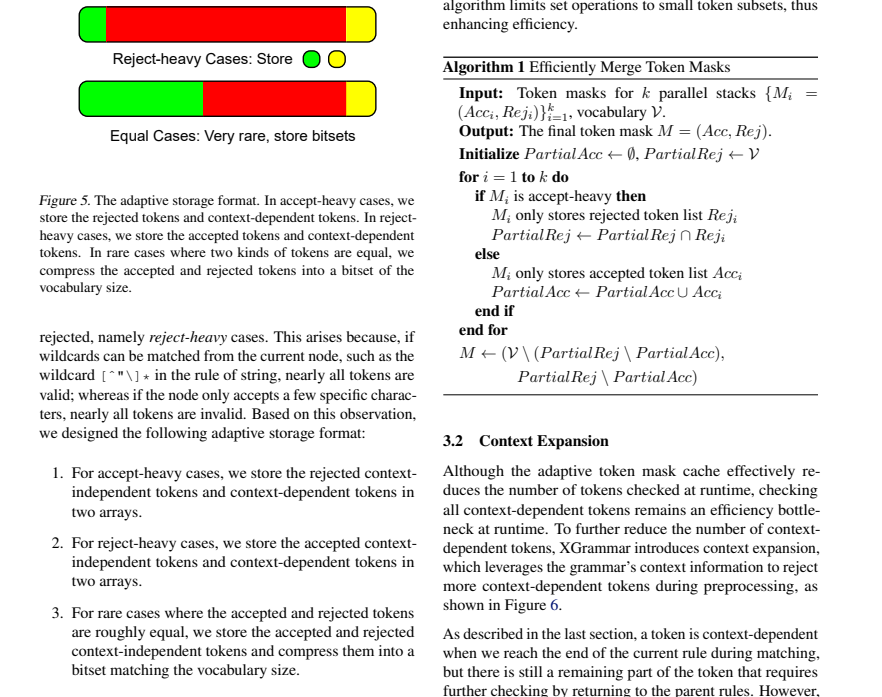 Reject-heavy Cases: Store
Equal Cases: Very rare, store bitsets
Figure 5. The adaptive storage format. In accept-heavy cases, we
store the rejected tokens and context-dependent tokens. In reject-
heavy cases, we store the accepted tokens and context-dependent
tokens. In rare cases where two kinds of tokens are equal, we
compress the accepted and rejected tokens into a bitset of the
vocabulary size.
rejected, namely reject-heavy cases. This arises because, if
wildcards can be matched from the current node, such as the
wildcard [^"\]* in the rule of string, nearly all tokens are
valid; whereas if the node only accepts a few specific charac-
ters, nearly all tokens are invalid. Based on this observation,
we designed the following adaptive storage format:
1. For accept-heavy cases, we store the rejected context-
independent tokens and context-dependent tokens in
two arrays.
2. For reject-heavy cases, we store the accepted context-
independent tokens and context-dependent tokens in
two arrays.
3. For rare cases where the accepted and rejected tokens
are roughly equal, we store the accepted and rejected
context-independent tokens and compress them into a
bitset matching the vocabulary size.
algorithm limits set operations to small token subsets, thus
enhancing efficiency.
Algorithm 1 Efficiently Merge Token Masks
Input: Token masks for k parallel stacks {M_i =
(Acc_i, Rej_i)}_{i=1}^k, vocabulary 𝒱.
Output: The final token mask M = (Acc, Rej).
Initialize PartialAcc ← ∅, PartialRej ← 𝒱
for i = 1 to k do
if M_i is accept-heavy then
M_i only stores rejected token list Rej_i
PartialRej ← PartialRej ∩ Rej_i
else
M_i only stores accepted token list Acc_i
PartialAcc ← PartialAcc ∪ Acc_i
end if
end for
M ← (𝒱 \ (PartialRej \ PartialAcc),
PartialRej \ PartialAcc)
3.2 Context Expansion
Although the adaptive token mask cache effectively re-
duces the number of tokens checked at runtime, checking
all context-dependent tokens remains an efficiency bottle-
neck at runtime. To further reduce the number of context-
dependent tokens, XGrammar introduces context expansion,
which leverages the grammar's context information to reject
more context-dependent tokens during preprocessing, as
shown in Figure 6.
As described in the last section, a token is context-dependent
when we reach the end of the current rule during matching,
but there is still a remaining part of the token that requires
further checking by returning to the parent rules. However,